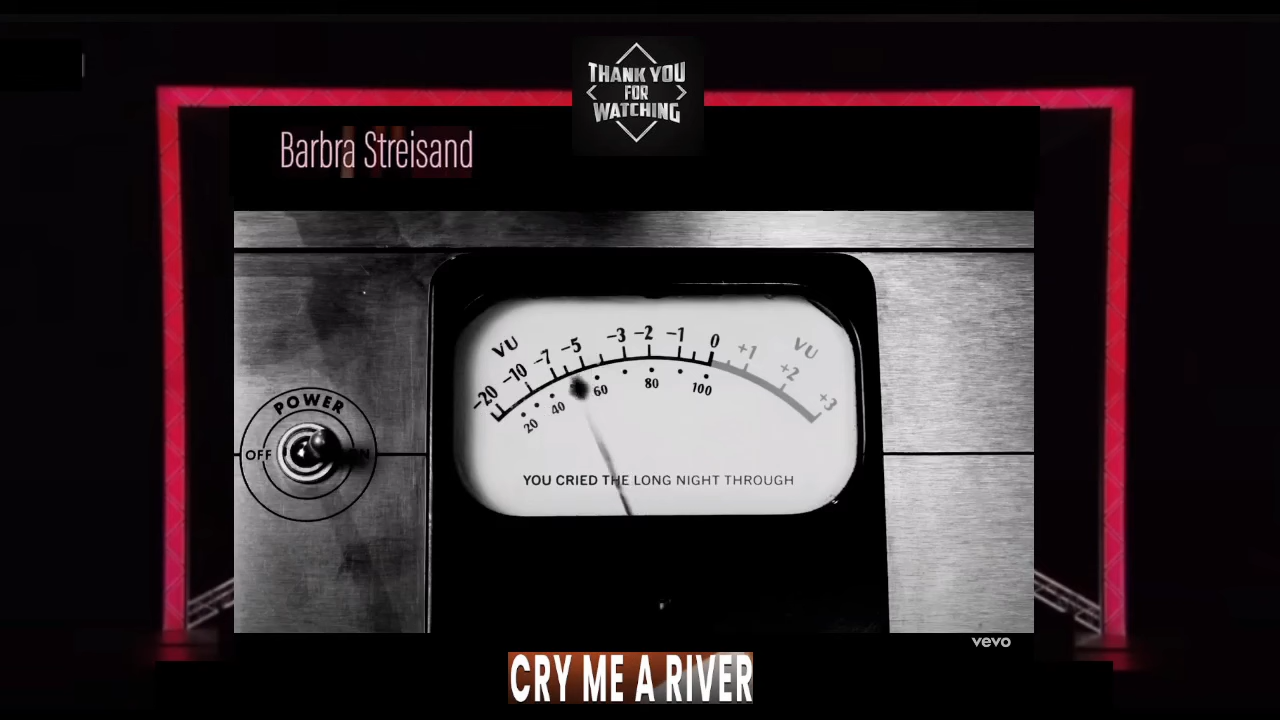 THANK YOU
FOR
WATCHING
Barbra Streisand
VU
-20 -10 -7 -5 -3 -2 -1 0 +1 +2 +3
VU
20 40 60 80 100
POWER
OFF
YOU CRIED THE LONG NIGHT THROUGH
vevo
CRY ME A RIVER